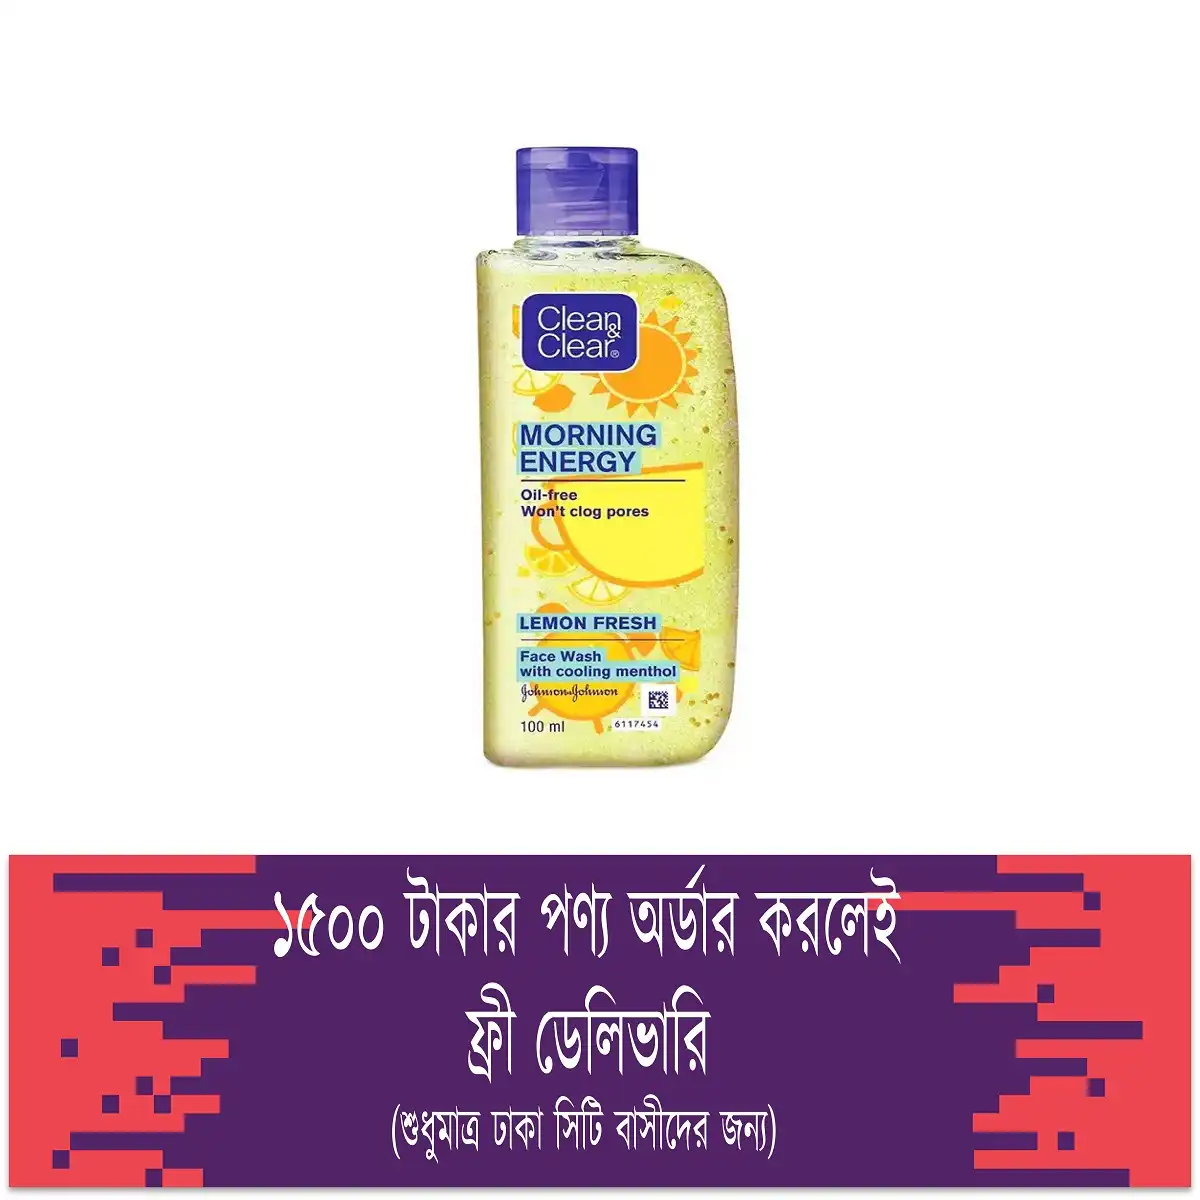 Clean &
Clear®
MORNING
ENERGY
Oil-free
Won't clog pores
LEMON FRESH
Face Wash
with cooling menthol
Johnson & Johnson
100 ml
6117454
১৫০০ টাকার পণ্য অর্ডার করলেই
ফ্রী ডেলিভারি
(শুধুমাত্র ঢাকা সিটি বাসীদের জন্য)